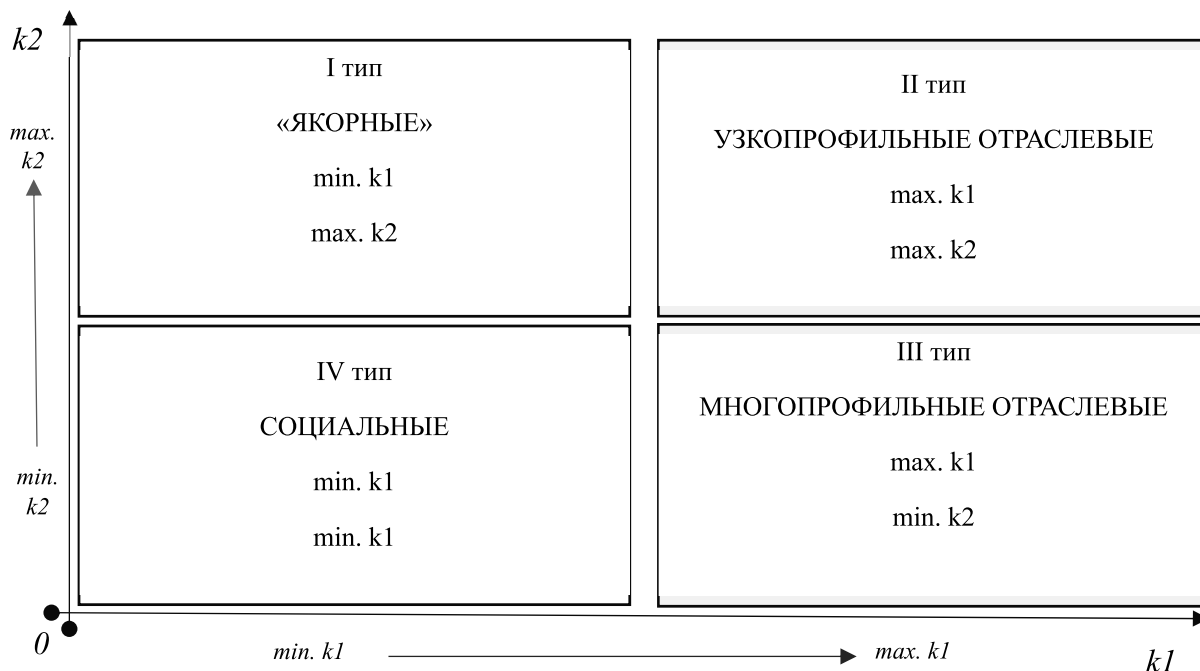 k2
max.
k2
min.
k2
I тип
«ЯКОРНЫЕ»
min. k1
max. k2
II тип
УЗКОПРОФИЛЬНЫЕ ОТРАСЛЕВЫЕ
max. k1
max. k2
IV тип
СОЦИАЛЬНЫЕ
min. k1
min. k1
III тип
МНОГОПРОФИЛЬНЫЕ ОТРАСЛЕВЫЕ
max. k1
min. k2
0
min. k1
max. k1
k1